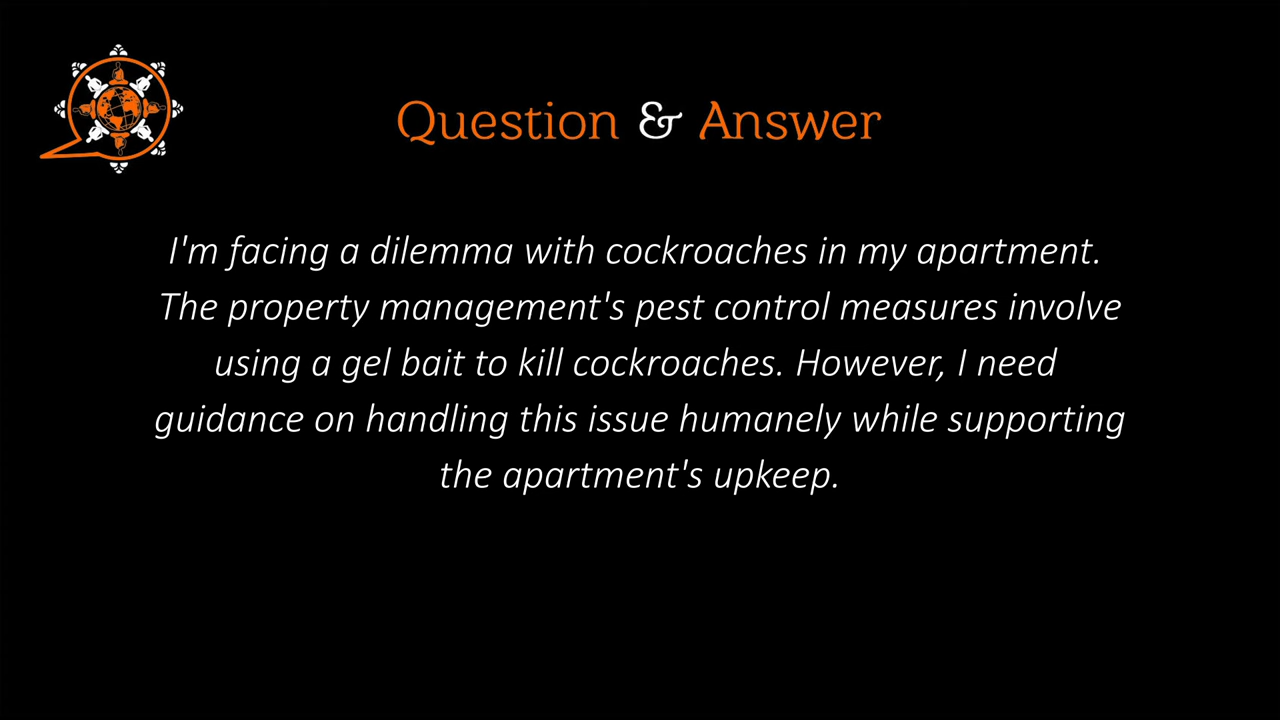 Question & Answer
I'm facing a dilemma with cockroaches in my apartment.
The property management's pest control measures involve
using a gel bait to kill cockroaches. However, I need
guidance on handling this issue humanely while supporting
the apartment's upkeep.